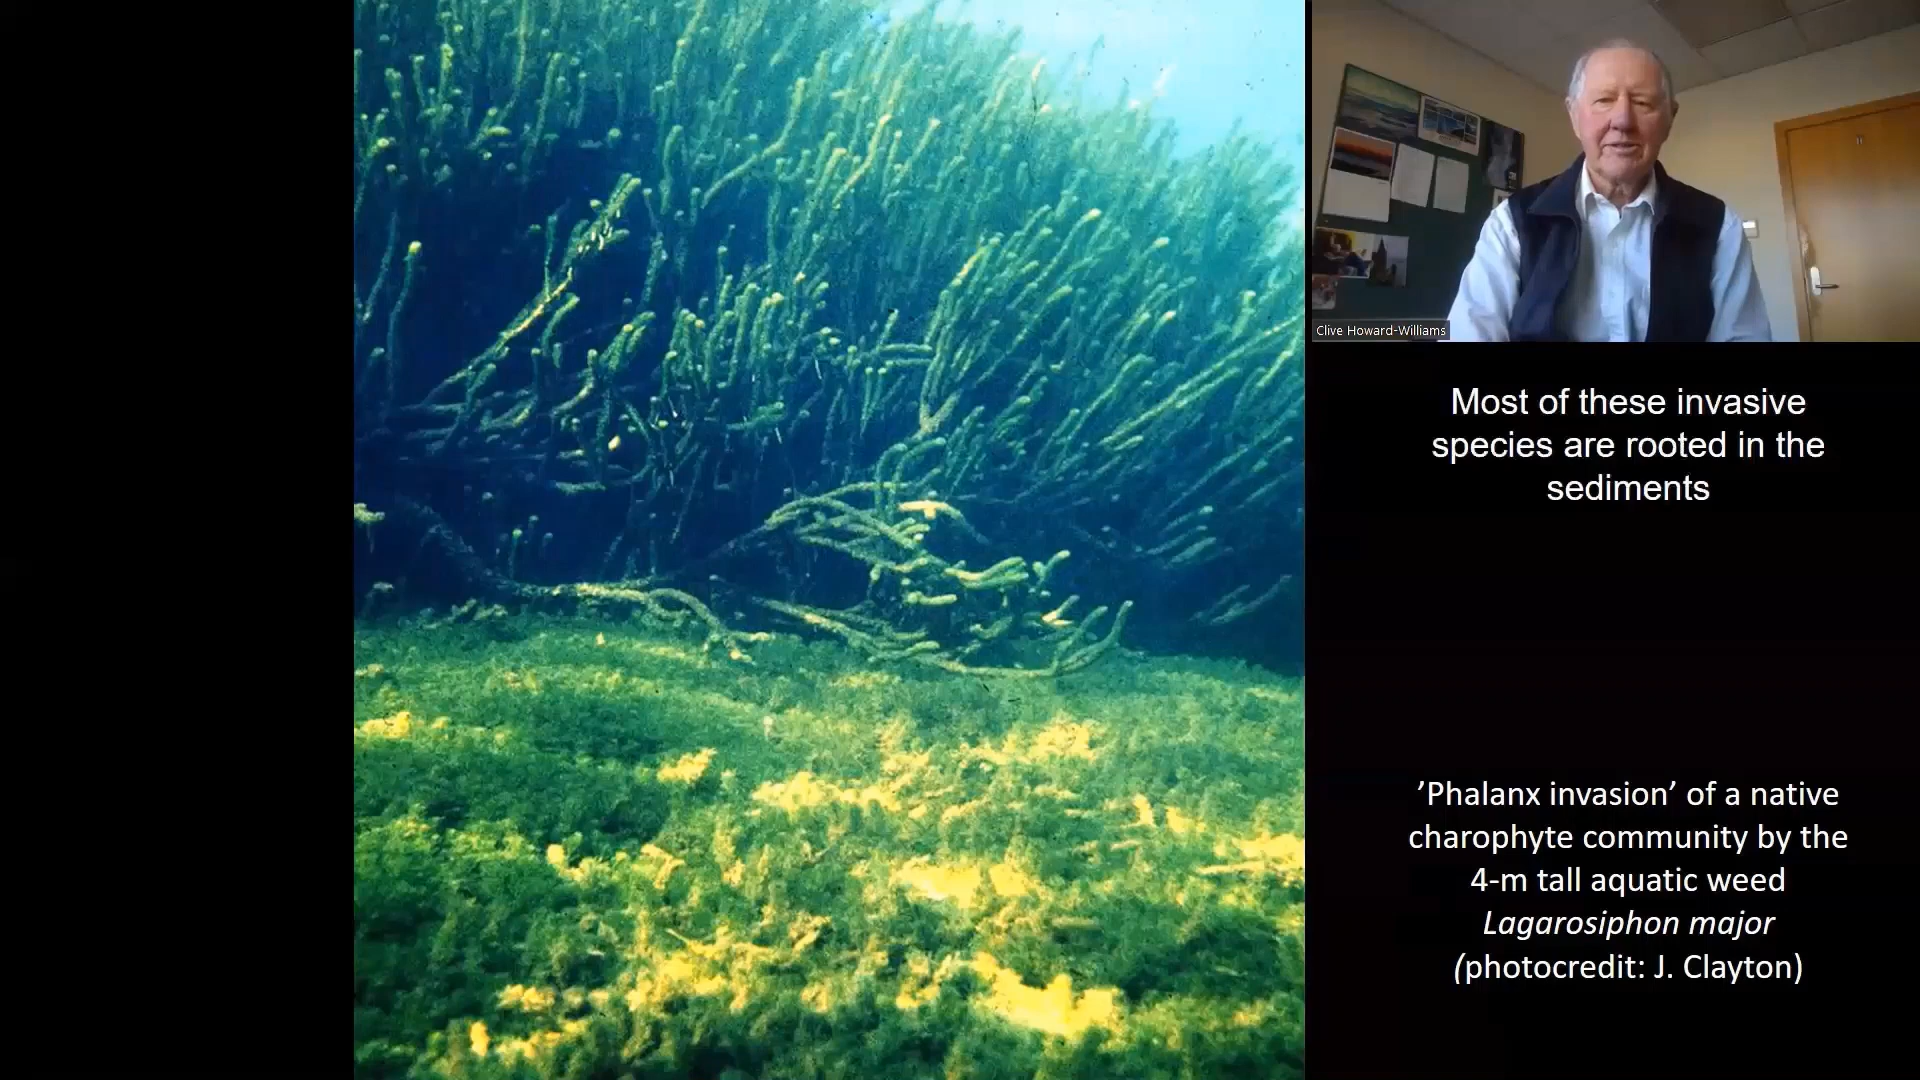 Clive Howard-Williams
Most of these invasive
species are rooted in the
sediments
’Phalanx invasion’ of a native
charophyte community by the
4-m tall aquatic weed
Lagarosiphon major
(photocredit: J. Clayton)